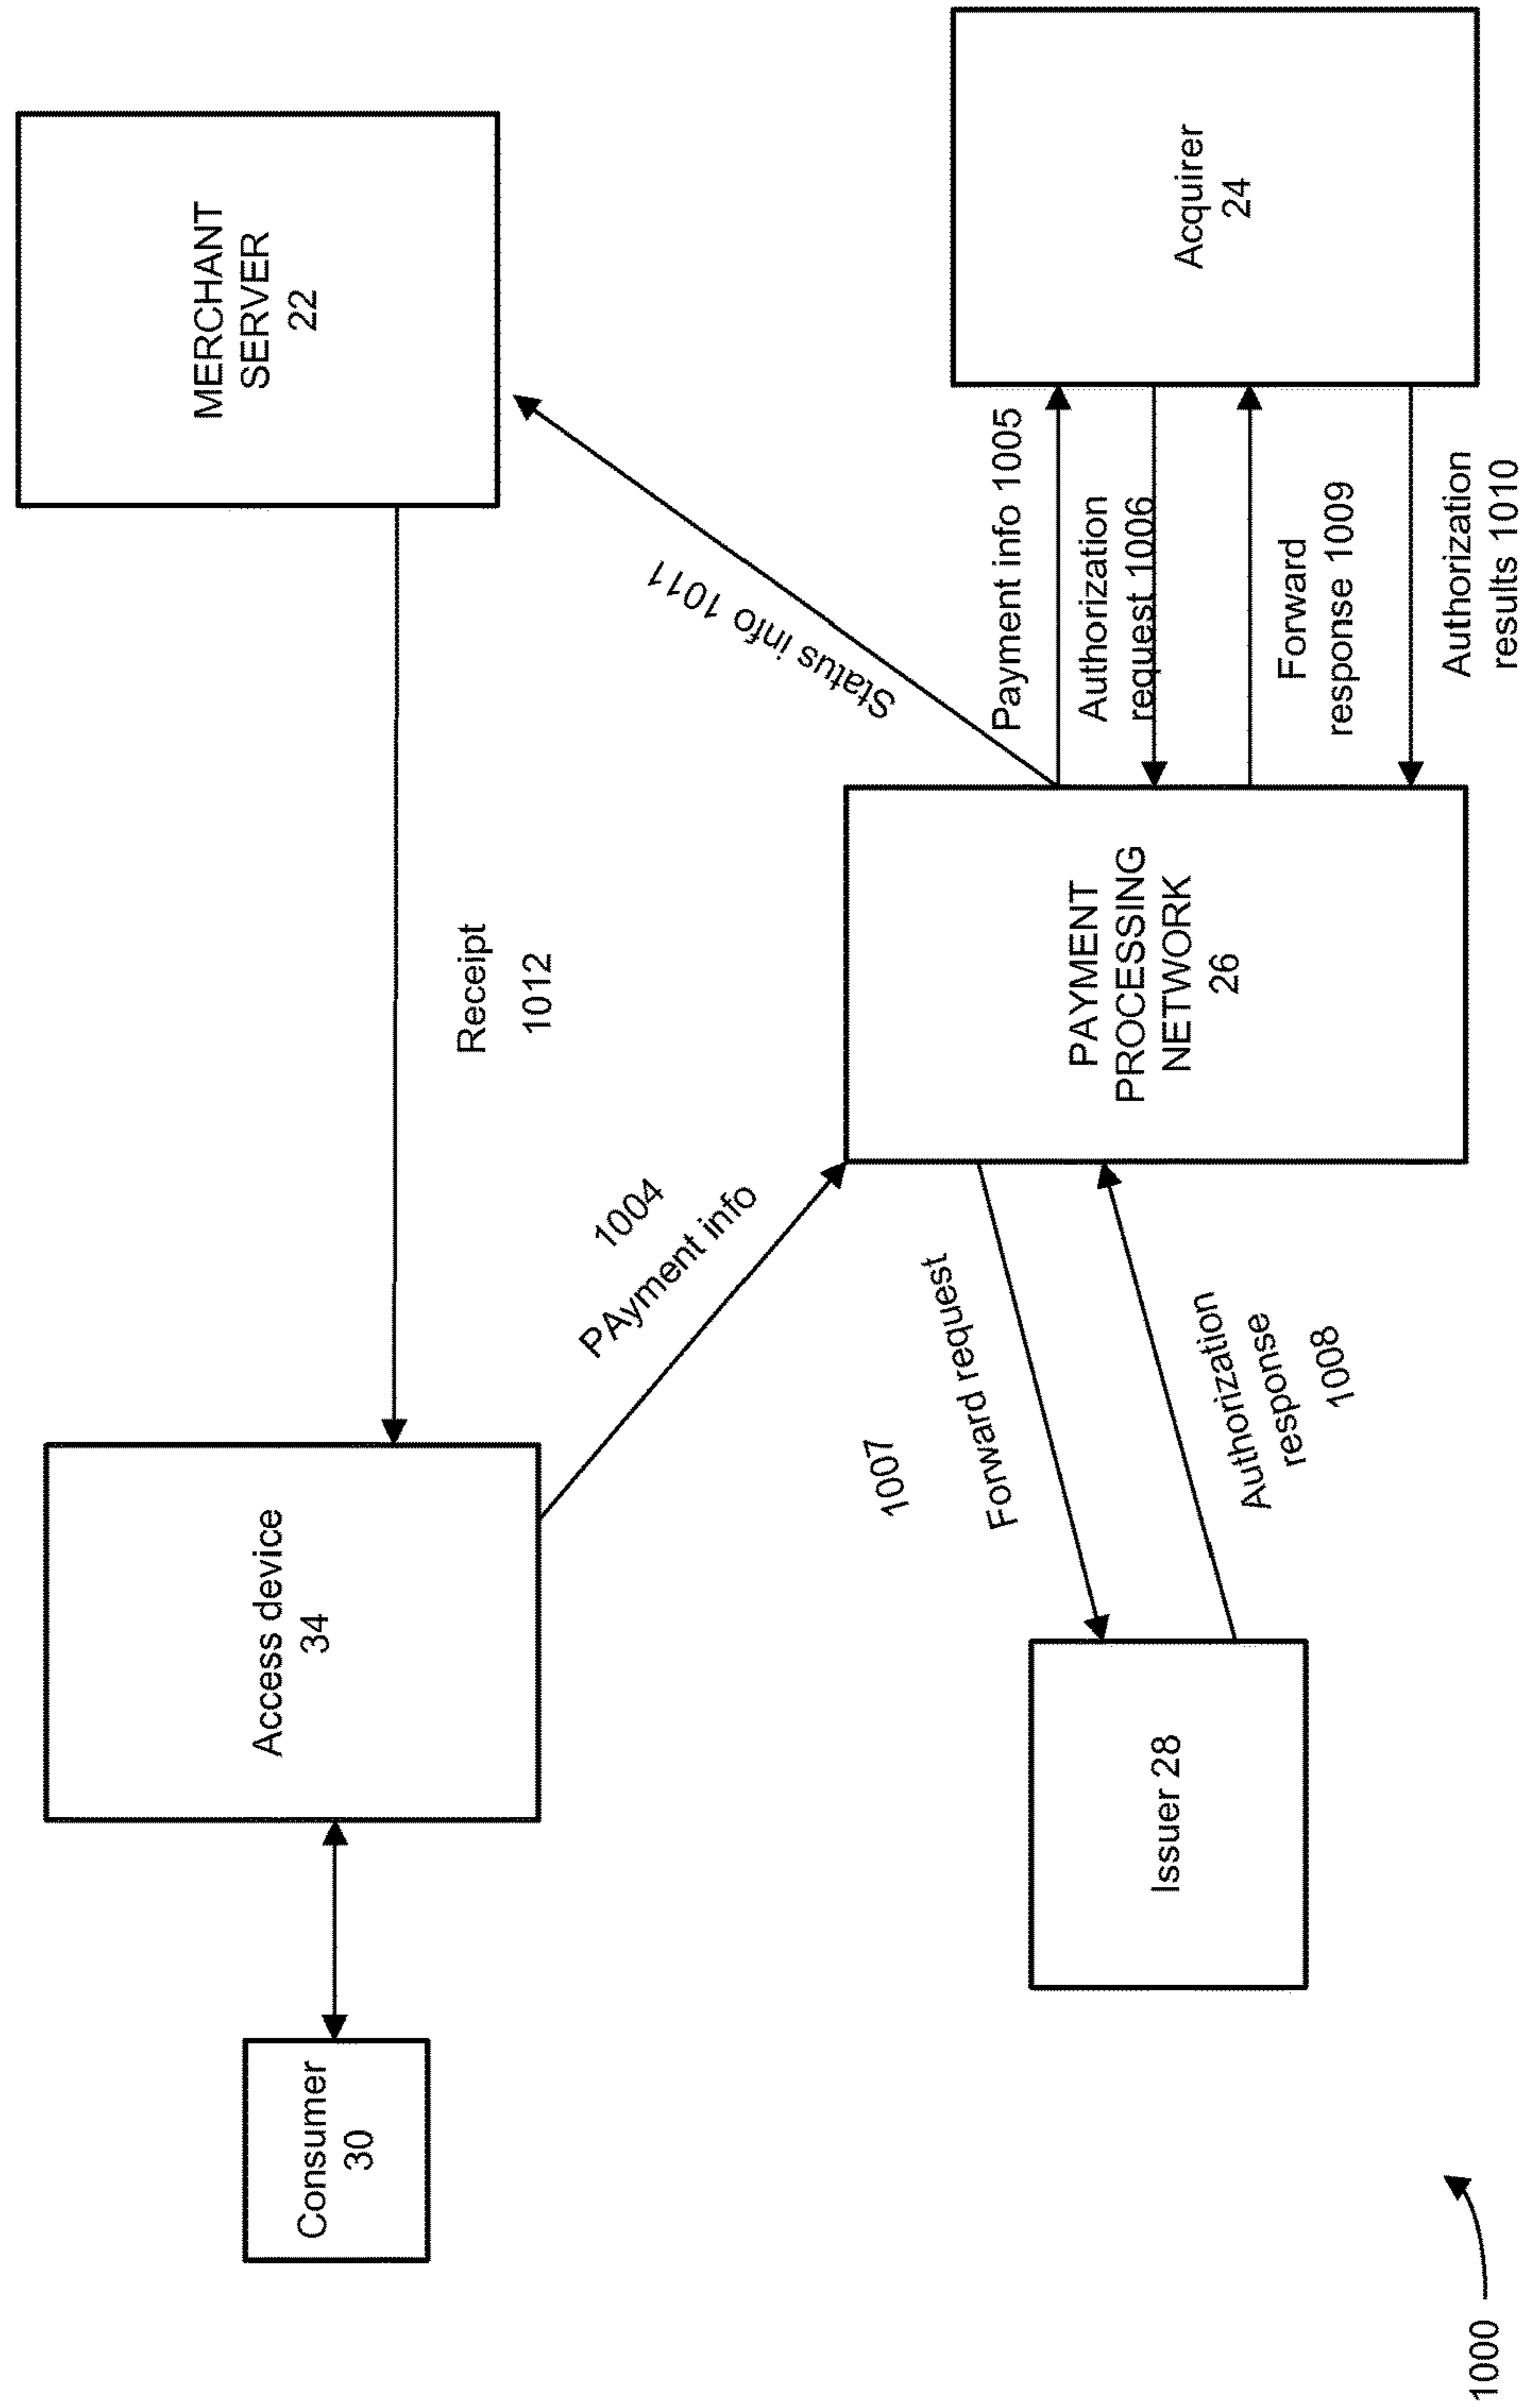 Consumer
30
Access device
34
MERCHANT
SERVER
22
Receipt
1012
1004
PAyment info
Status info 1011
1007
Forward request
Authorization
response
1008
Issuer 28
PAYMENT
PROCESSING
NETWORK
26
Payment info 1005
Authorization
request 1006
Forward
response 1009
Authorization
results 1010
Acquirer
24
1000